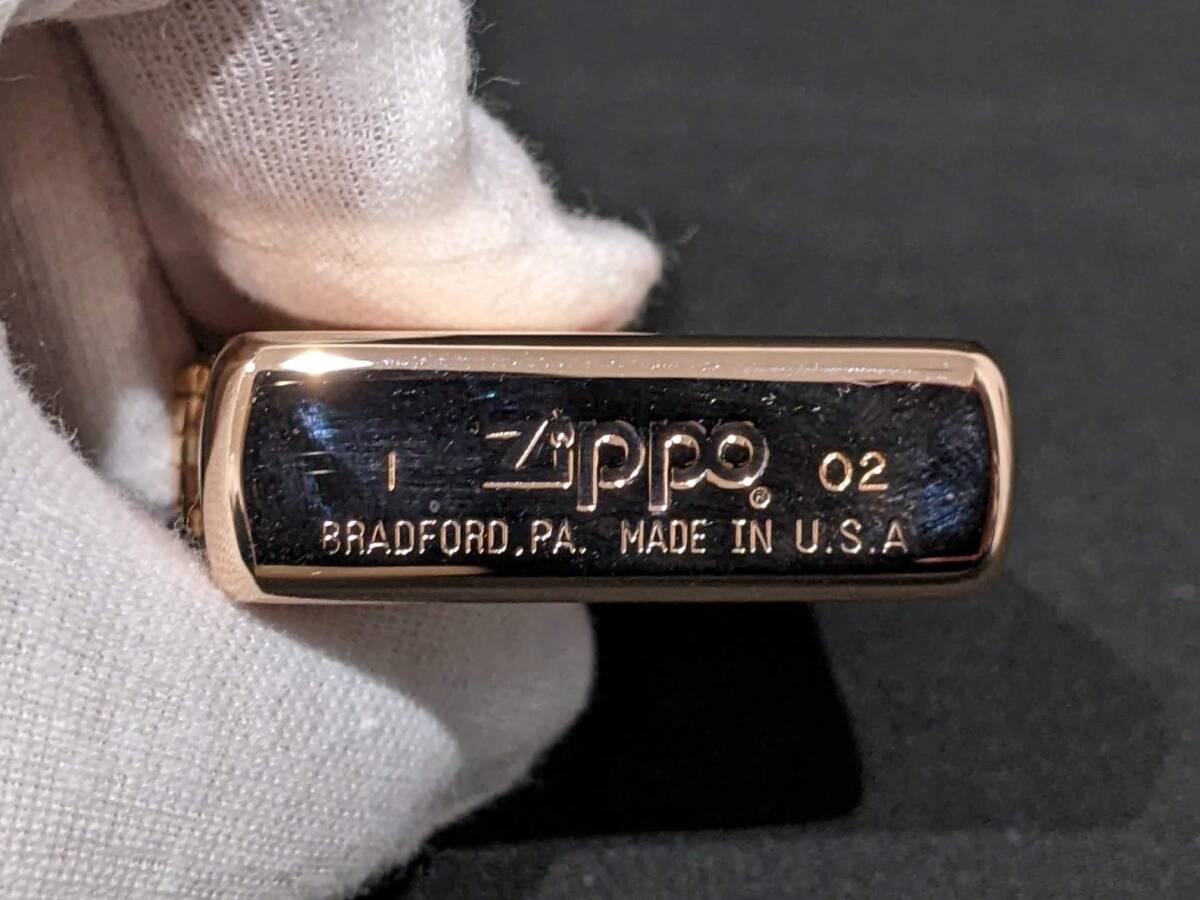 I Zippo® 02
BRADFORD,PA. MADE IN U.S.A